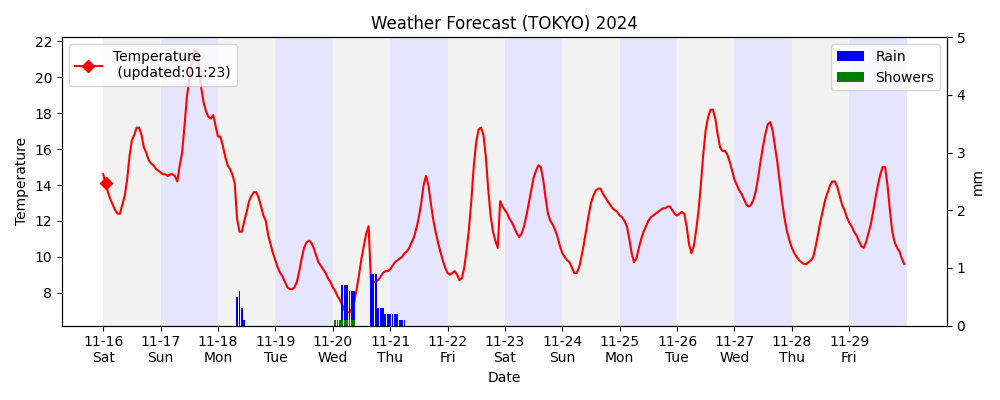 Weather Forecast (TOKYO) 2024
Temperature
(updated:01:23)
Rain
Showers
22
20
18
16
14
12
10
8
Temperature
5
4
3
2
1
0
mm
11-16 11-17 11-18 11-19 11-20 11-21 11-22 11-23 11-24 11-25 11-26 11-27 11-28 11-29
Sat Sun Mon Tue Wed Thu Fri Sat Sun Mon Tue Wed Thu Fri
Date